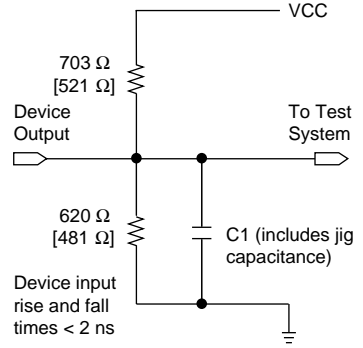 VCC
703 Ω
[521 Ω]
Device
Output
To Test
System
620 Ω
[481 Ω]
C1 (includes jig
capacitance)
Device input
rise and fall
times < 2 ns